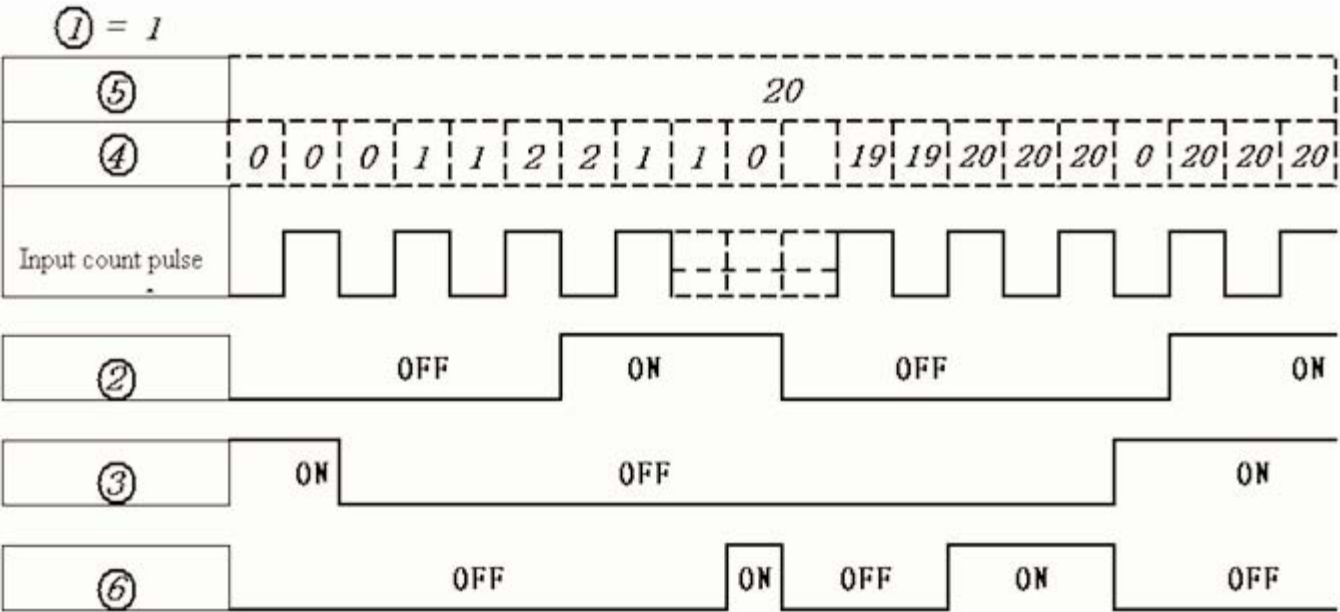 ① = 1
⑤ 20
④ 0 0 0 1 1 2 2 1 1 0 19 19 20 20 20 0 20 20 20
Input count pulse
② OFF ON OFF ON
③ ON OFF ON
⑥ OFF ON OFF ON OFF